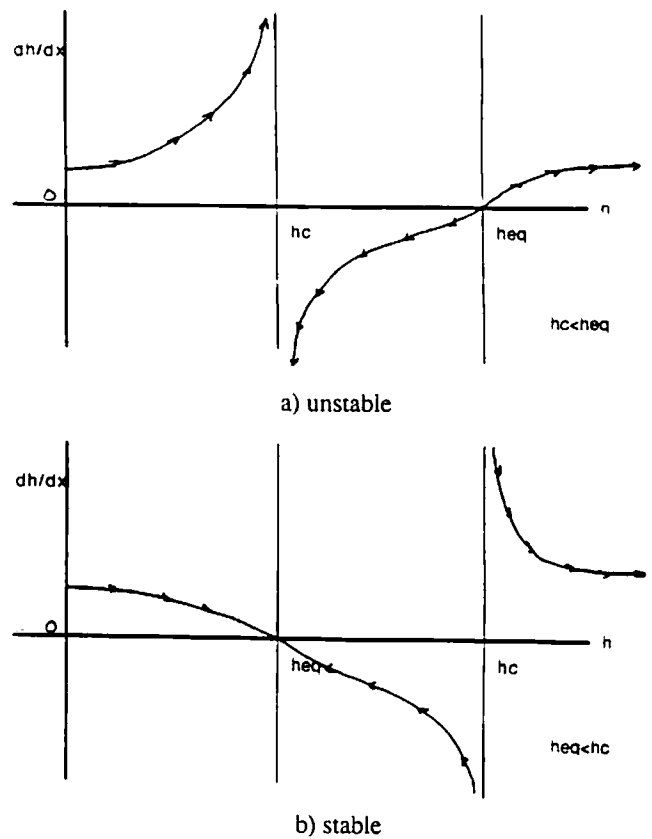 dh/dx
0
hc
heq
n
hc<heq
a) unstable
dh/dx
0
heq
hc
h
heq<hc
b) stable